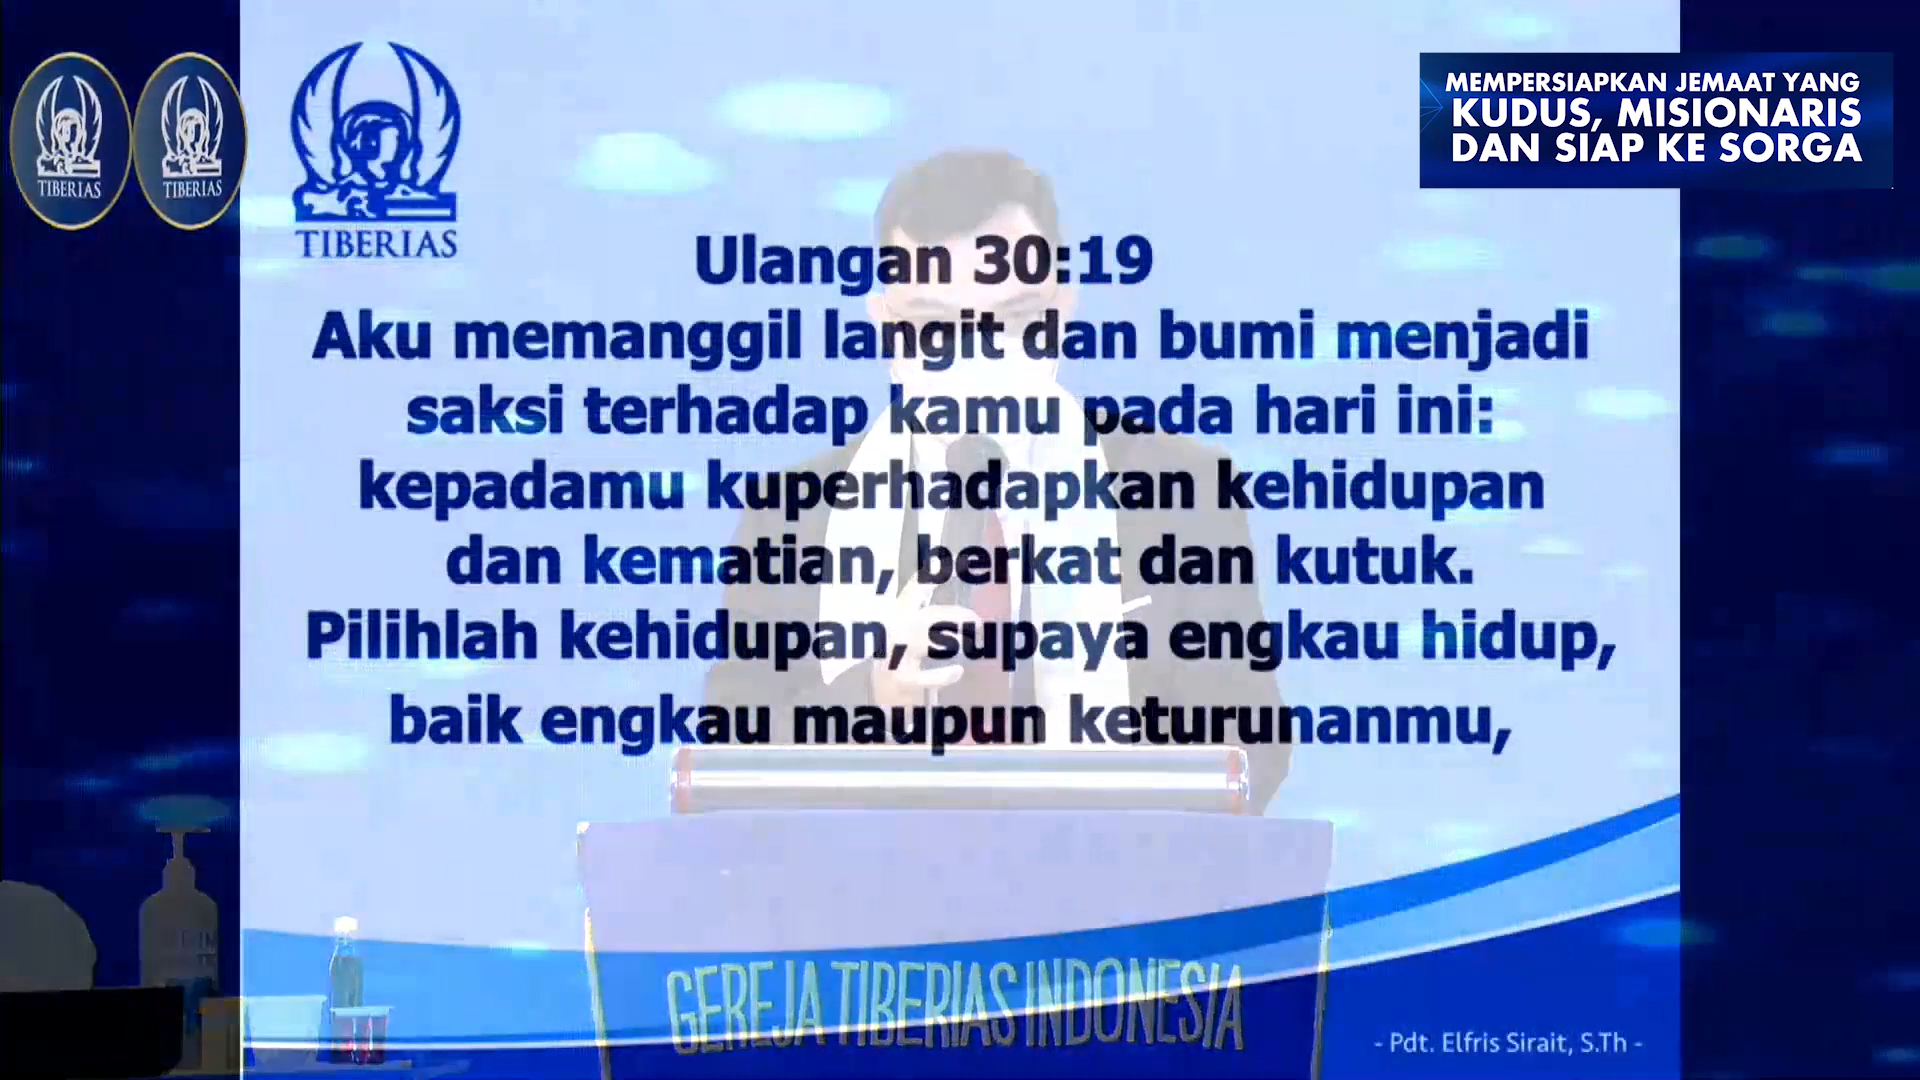 TIBERIAS
TIBERIAS
TIBERIAS
MEMPERSIAPKAN JEMAAT YANG
KUDUS, MISIONARIS
DAN SIAP KE SORGA
Ulangan 30:19
Aku memanggil langit dan bumi menjadi
saksi terhadap kamu pada hari ini:
kepadamu kuperhadapkan kehidupan
dan kematian, berkat dan kutuk.
Pilihlah kehidupan, supaya engkau hidup,
baik engkau maupun keturunanmu,
GEREJA TIBERIAS INDONESIA
- Pdt. Elfris Sirait, S.Th -